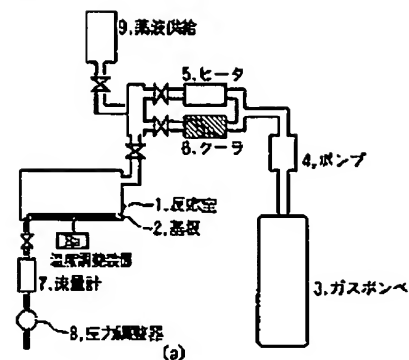 9,薬液供給
5,ヒータ
6,クーラ
4,ポンプ
1,反応室
2,基板
温度調整装置
7,流量計
3,ガスボンベ
8,圧力調整器
(a)